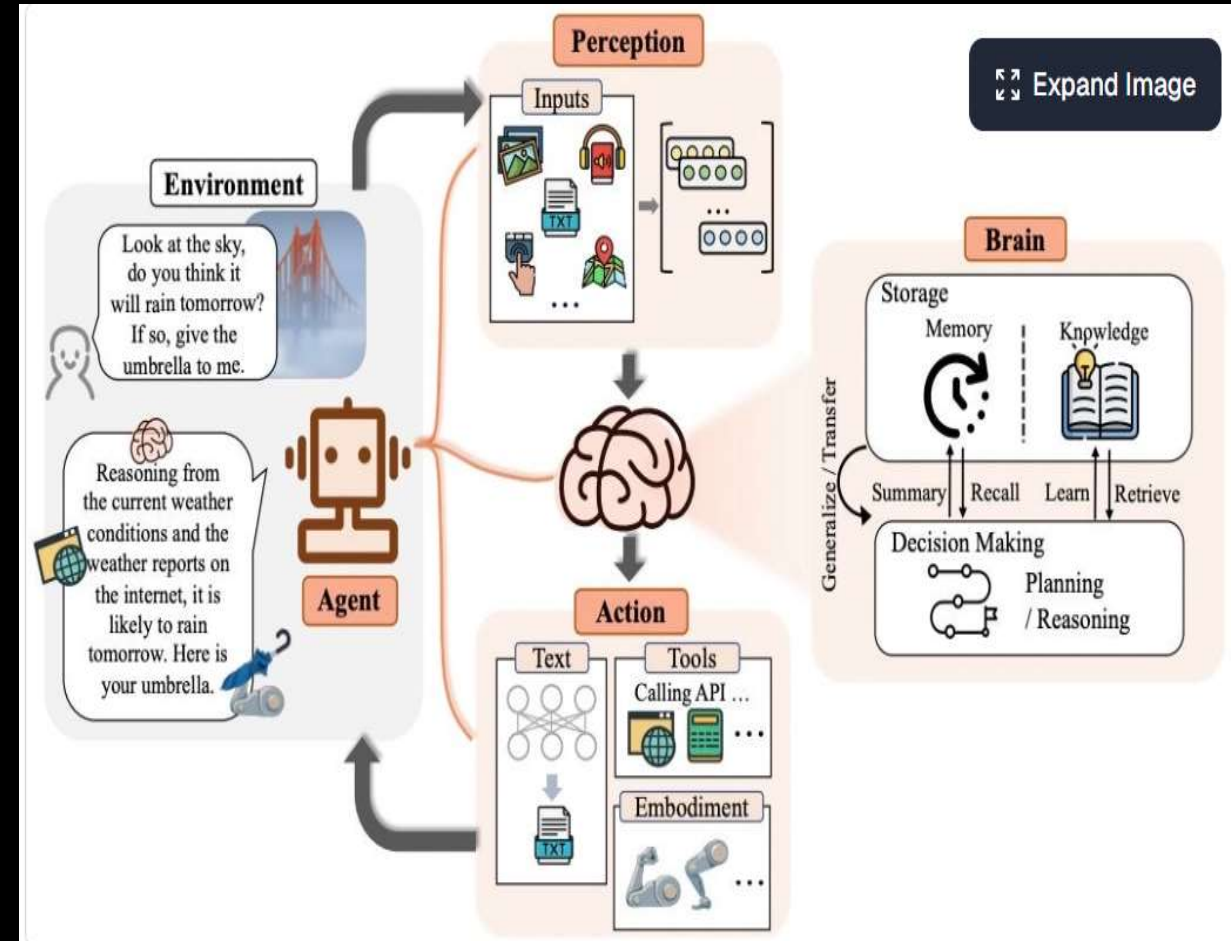 Perception
Expand Image
Inputs
TXT
...
...
Environment
Look at the sky,
do you think it
will rain tomorrow?
If so, give the
umbrella to me.
Reasoning from
the current weather
conditions and the
weather reports on
the internet, it is
likely to rain
tomorrow. Here is
your umbrella.
Agent
Brain
Storage
Memory
Knowledge
Generalize / Transfer
Summary
Recall
Learn
Retrieve
Decision Making
Planning
/ Reasoning
Action
Text
TXT
Tools
Calling API ...
...
Embodiment
...